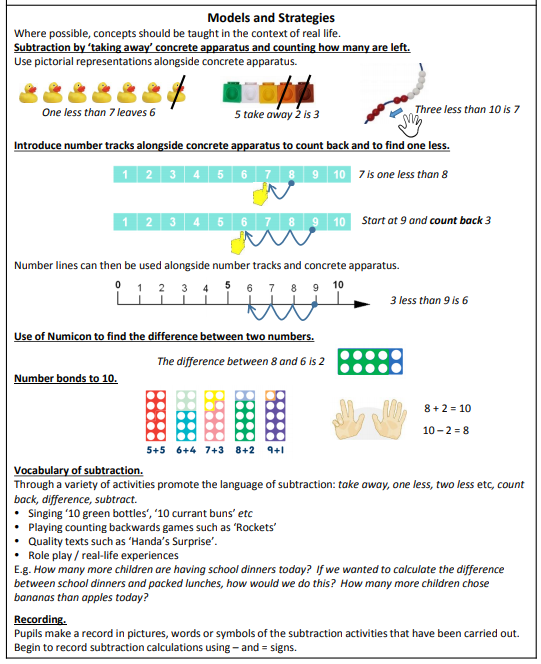 Models and Strategies
Where possible, concepts should be taught in the context of real life.
Subtraction by ‘taking away’ concrete apparatus and counting how many are left.
Use pictorial representations alongside concrete apparatus.
One less than 7 leaves 6
5 take away 2 is 3
Three less than 10 is 7
Introduce number tracks alongside concrete apparatus to count back and to find one less.
1 2 3 4 5 6 7 8 9 10
7 is one less than 8
1 2 3 4 5 6 7 8 9 10
Start at 9 and count back 3
Number lines can then be used alongside number tracks and concrete apparatus.
0 1 2 3 4 5 6 7 8 9 10
3 less than 9 is 6
Use of Numicon to find the difference between two numbers.
The difference between 8 and 6 is 2
Number bonds to 10.
5+5 6+4 7+3 8+2 9+1
8 + 2 = 10
10 – 2 = 8
Vocabulary of subtraction.
Through a variety of activities promote the language of subtraction: take away, one less, two less etc, count
back, difference, subtract.
• Singing ‘10 green bottles’, ‘10 currant buns’ etc
• Playing counting backwards games such as ‘Rockets’
• Quality texts such as ‘Handa’s Surprise’.
• Role play / real-life experiences
E.g. How many more children are having school dinners today? If we wanted to calculate the difference
between school dinners and packed lunches, how would we do this? How many more children chose
bananas than apples today?
Recording.
Pupils make a record in pictures, words or symbols of the subtraction activities that have been carried out.
Begin to record subtraction calculations using – and = signs.